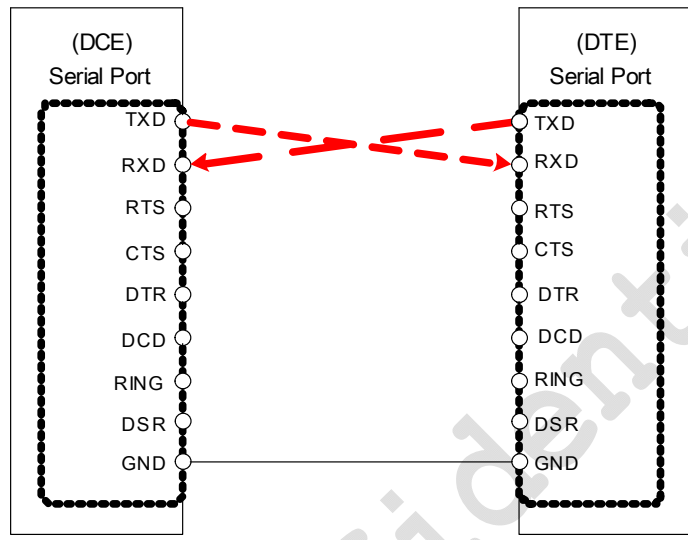 (DCE)
Serial Port
TXD
RXD
RTS
CTS
DTR
DCD
RING
DSR
GND
(DTE)
Serial Port
TXD
RXD
RTS
CTS
DTR
DCD
RING
DSR
GND
fidenti